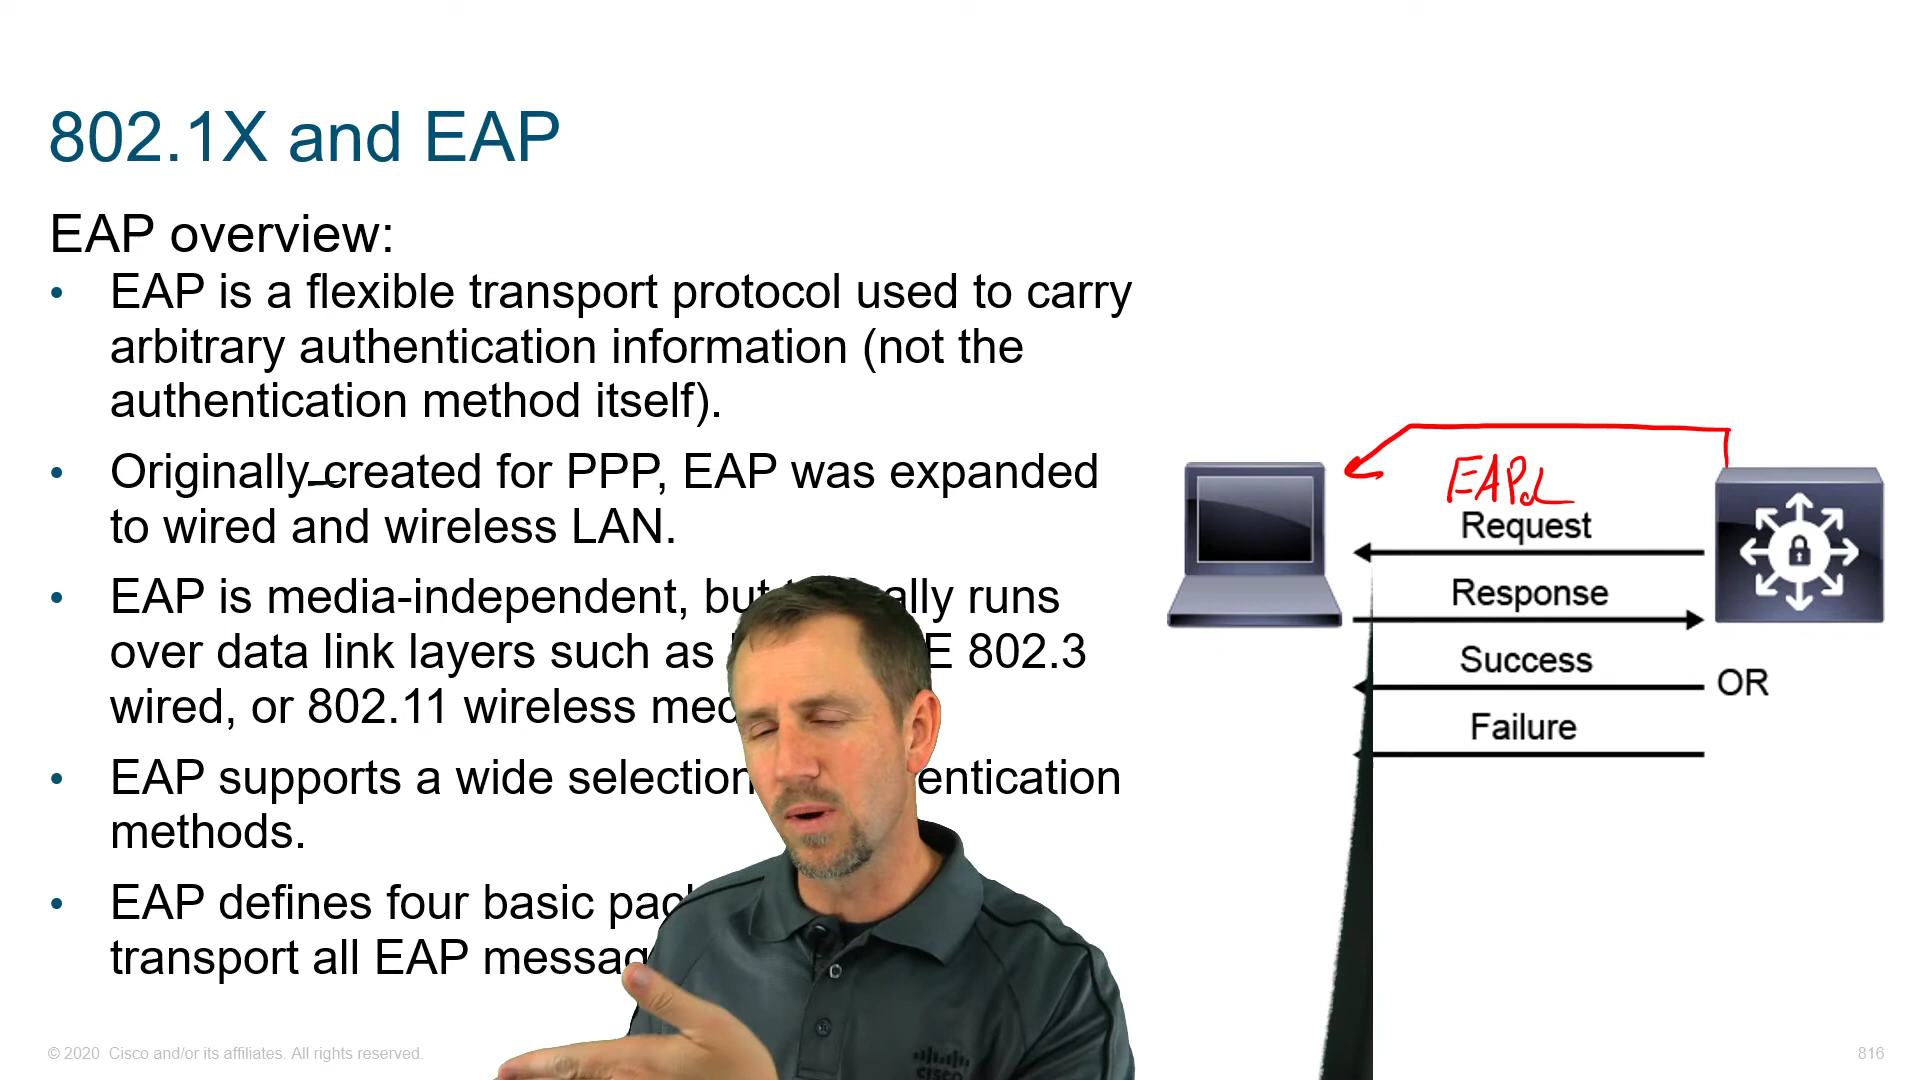 802.1X and EAP
EAP overview:
• EAP is a flexible transport protocol used to carry
arbitrary authentication information (not the
authentication method itself).
• Originally created for PPP, EAP was expanded
to wired and wireless LAN.
• EAP is media-independent, but
runs
over data link layers such as
802.3
wired, or 802.11 wireless
• EAP supports a wide selection
methods.
• EAP defines four basic
transport all EAP
Request
Response
Success
OR
Failure
© 2020 Cisco and/or its affiliates. All rights reserved.
816
cisco